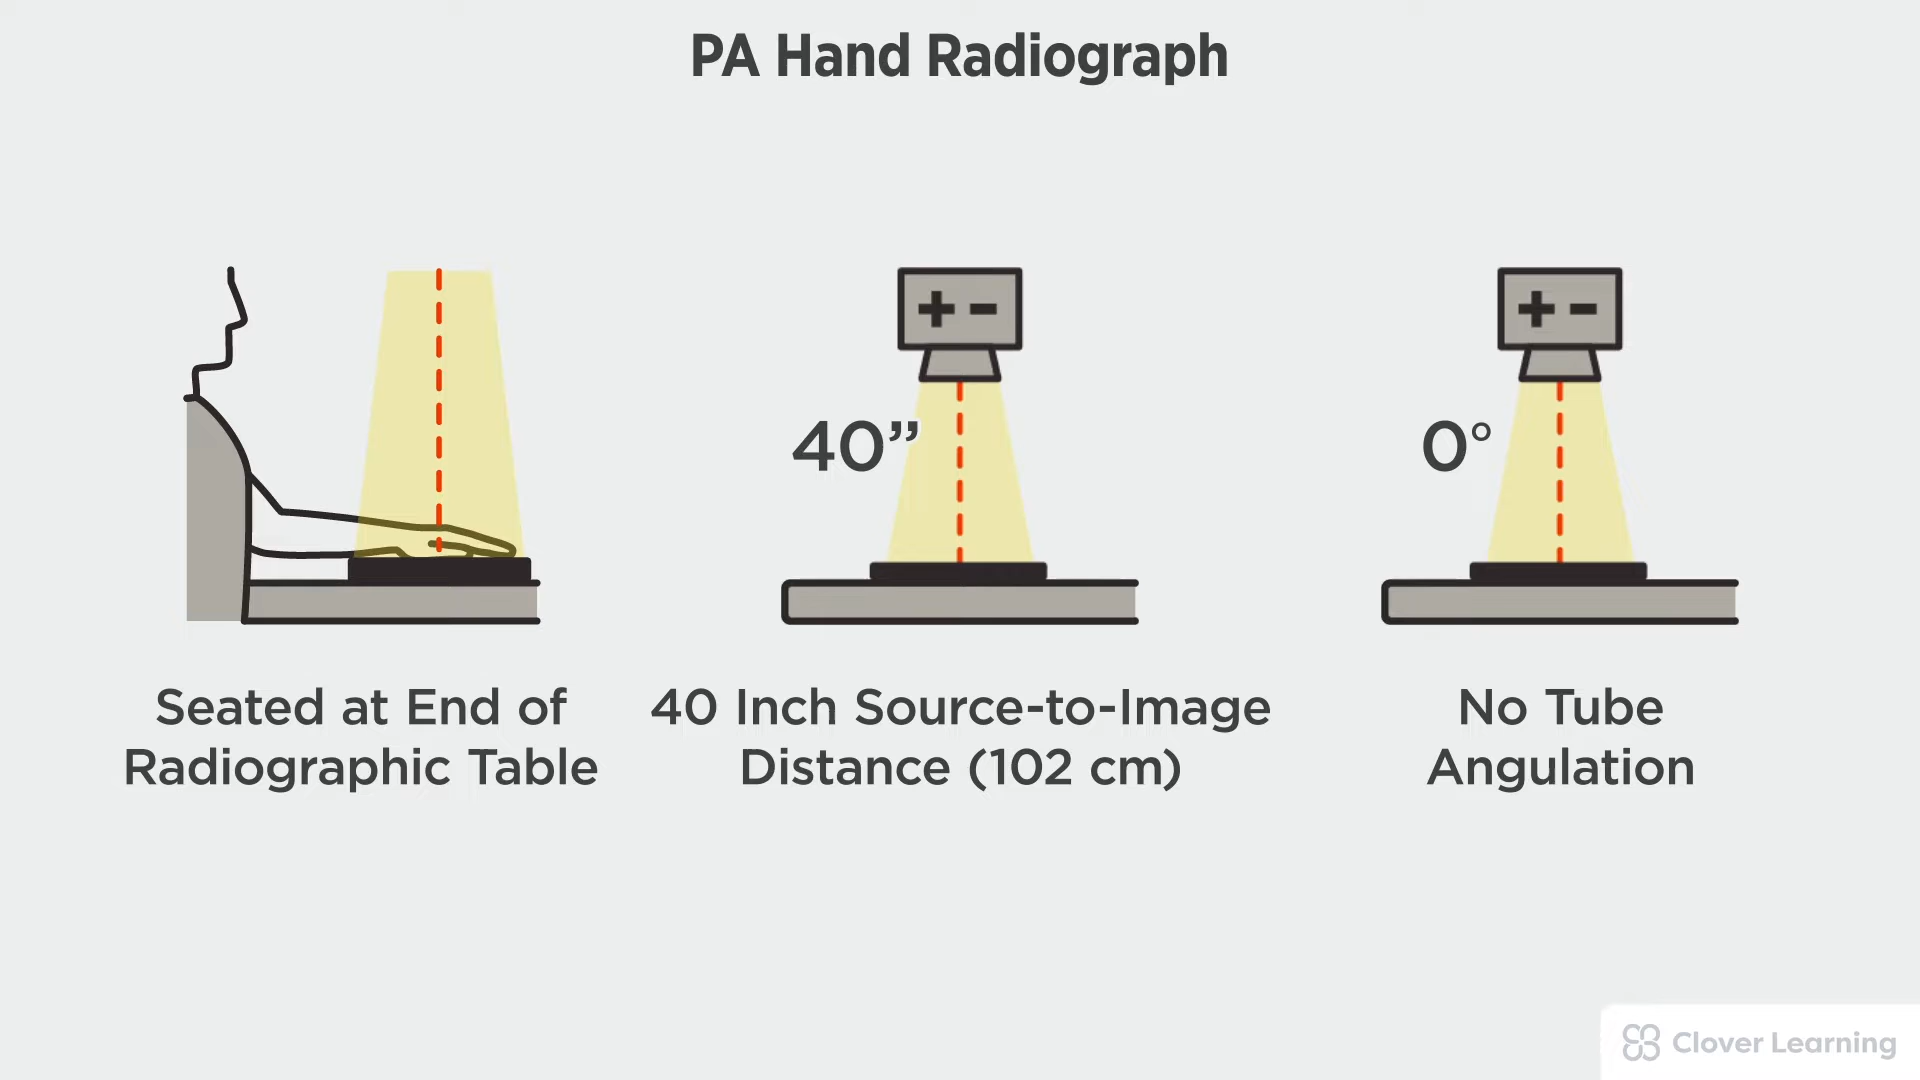 PA Hand Radiograph
+ -
40”
+ -
0°
Seated at End of
Radiographic Table
40 Inch Source-to-Image
Distance (102 cm)
No Tube
Angulation
Clover Learning